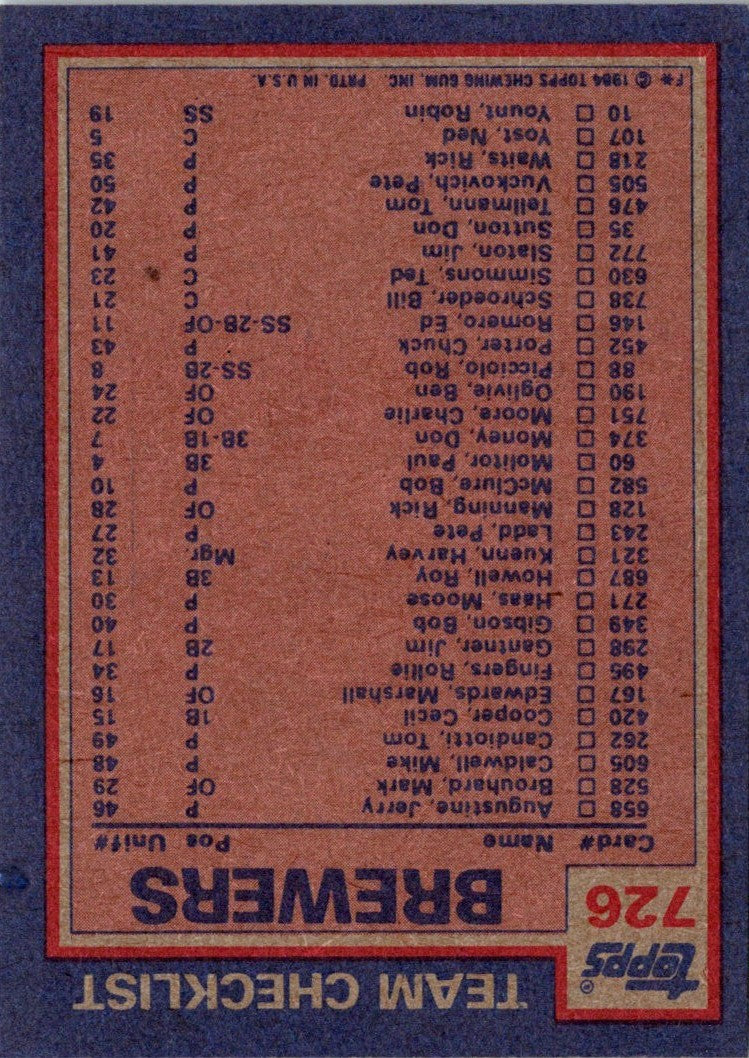 topps®
TEAM CHECKLIST
726
BREWERS
Card# Name Pos Unif#
658 □ Augustine, Jerry P 46
528 □ Brouhard, Mark OF 29
605 □ Caldwell, Mike P 48
262 □ Candiotti, Tom P 49
420 □ Cooper, Cecil 1B 15
167 □ Edwards, Marshall OF 16
495 □ Fingers, Rollie P 34
298 □ Gantner, Jim 2B 17
349 □ Gibson, Bob P 40
271 □ Haas, Moose P 30
687 □ Howell, Roy 3B 13
321 □ Kuenn, Harvey Mgr. 32
243 □ Ladd, Pete P 27
128 □ Manning, Rick OF 28
582 □ McClure, Bob P 10
60 □ Molitor, Paul 3B 4
374 □ Money, Don 3B-1B 7
751 □ Moore, Charlie OF 22
190 □ Oglivie, Ben OF 24
88 □ Picciolo, Rob SS-2B 8
452 □ Porter, Chuck P 43
146 □ Romero, Ed SS-2B-OF 11
738 □ Schroeder, Bill C 21
630 □ Simmons, Ted C 23
772 □ Slaton, Jim P 41
35 □ Sutton, Don P 20
476 □ Tellmann, Tom P 42
505 □ Vuckovich, Pete P 50
218 □ Waits, Rick P 35
107 □ Yost, Ned C 5
10 □ Yount, Robin SS 19
F* © 1984 TOPPS CHEWING GUM, INC. PRTD. IN U.S.A.